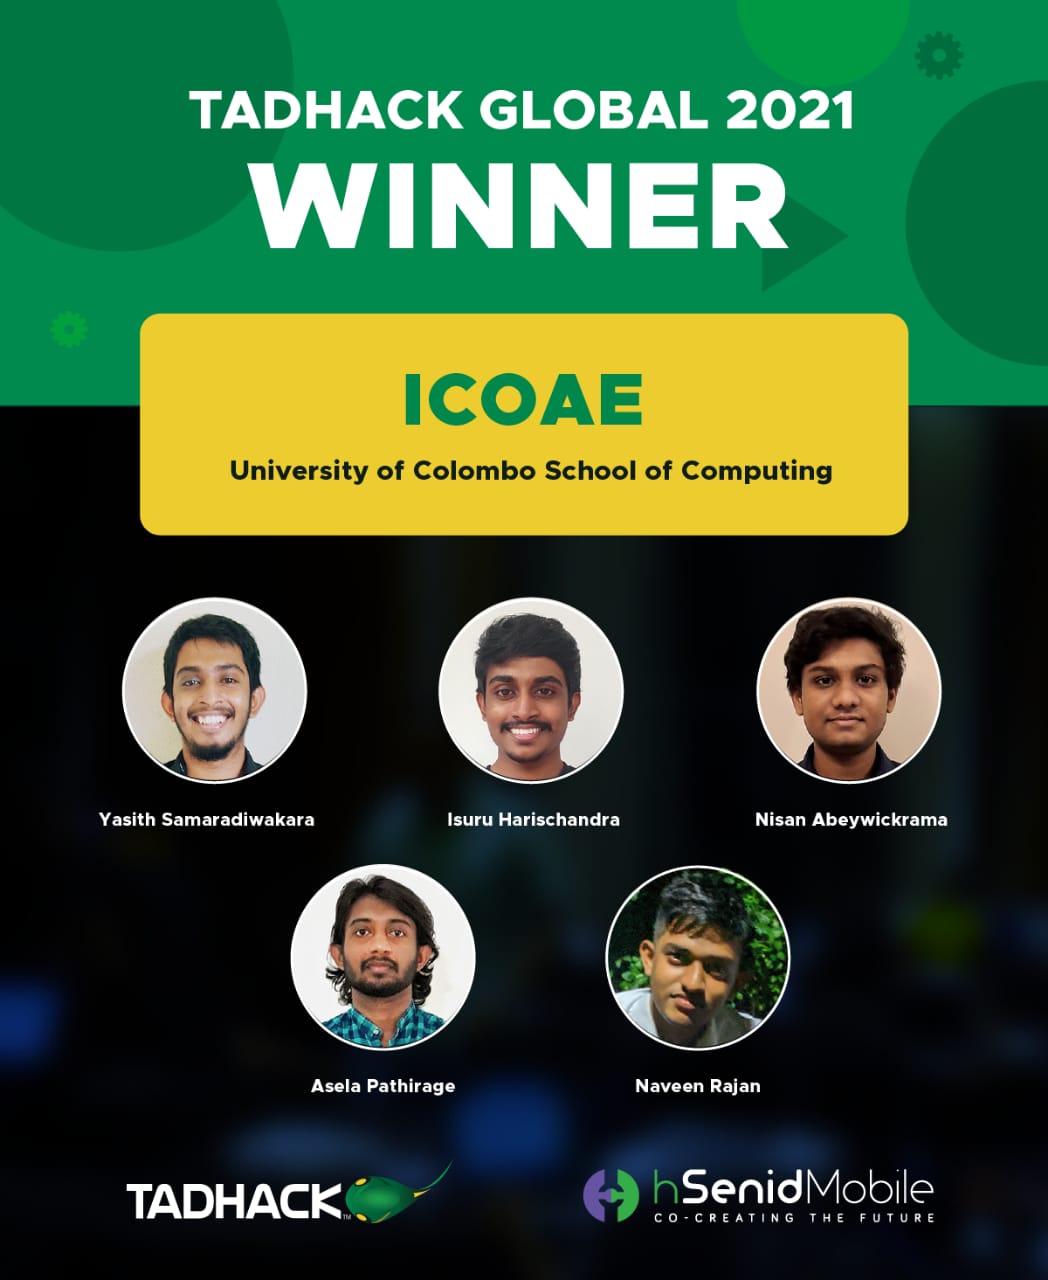 TADHACK GLOBAL 2021
WINNER
ICOAE
University of Colombo School of Computing
Yasith Samaradiwakara
Isuru Harischandra
Nisan Abeywickrama
Asela Pathirage
Naveen Rajan
TADHACK™
hSenidMobile
CO-CREATING THE FUTURE